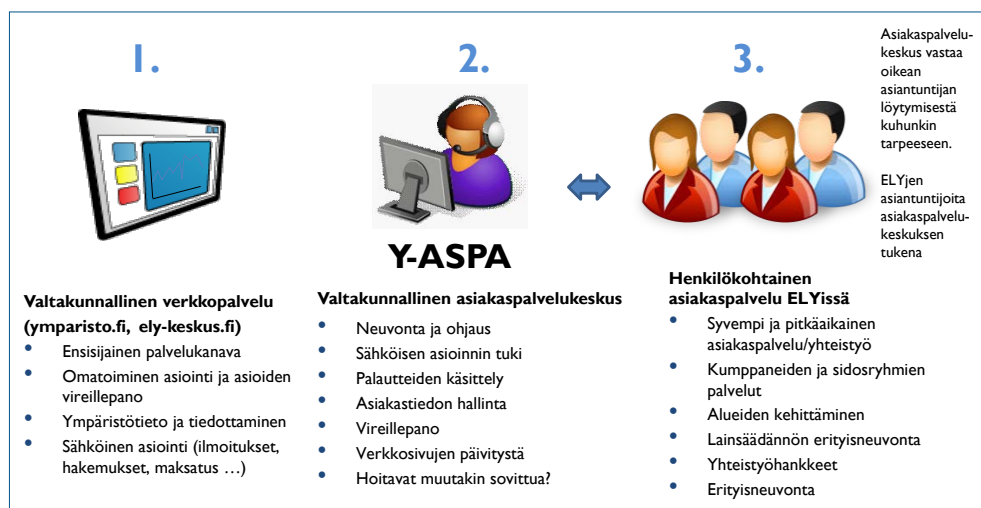 1.
2.
3.
Asiakaspalvelu-
keskus vastaa
oikean
asiantuntijan
löytymisestä
kuhunkin
tarpeeseen.
ELYjen
asiantuntijoita
asiakaspalvelu-
keskuksen
tukena
Y-ASPA
Valtakunnallinen verkkopalvelu
(ymparisto.fi, ely-keskus.fi)
• Ensisijainen palvelukanava
• Omatoiminen asiointi ja asioiden
vireillepano
• Ympäristötieto ja tiedottaminen
• Sähköinen asiointi (ilmoitukset,
hakemukset, maksatus …)
Valtakunnallinen asiakaspalvelukeskus
• Neuvonta ja ohjaus
• Sähköisen asioinnin tuki
• Palautteiden käsittely
• Asiakastiedon hallinta
• Vireillepano
• Verkkosivujen päivitystä
• Hoitavat muutakin sovittua?
Henkilökohtainen
asiakaspalvelu ELYissä
• Syvempi ja pitkäaikainen
asiakaspalvelu/yhteistyö
• Kumppaneiden ja sidosryhmien
palvelut
• Alueiden kehittäminen
• Lainsäädännön erityisneuvonta
• Yhteistyöhankkeet
• Erityisneuvonta